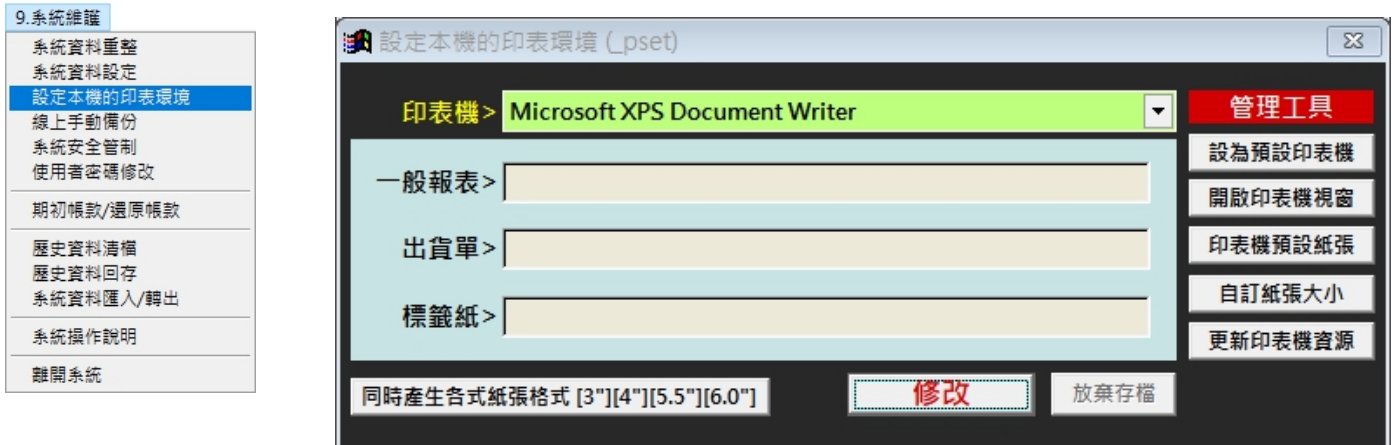 9.系統維護
系統資料重整
系統資料設定
設定本機的印表環境
線上手動備份
系統安全管制
使用者密碼修改
期初帳款/還原帳款
歷史資料清檔
歷史資料回存
系統資料匯入/轉出
系統操作說明
離開系統
設定本機的印表環境 (_pset)
印表機> Microsoft XPS Document Writer
一般報表>
出貨單>
標籤紙>
管理工具
設為預設印表機
開啟印表機視窗
印表機預設紙張
自訂紙張大小
更新印表機資源
同時產生各式紙張格式 [3"][4"][5.5"][6.0"]
修改
放棄存檔